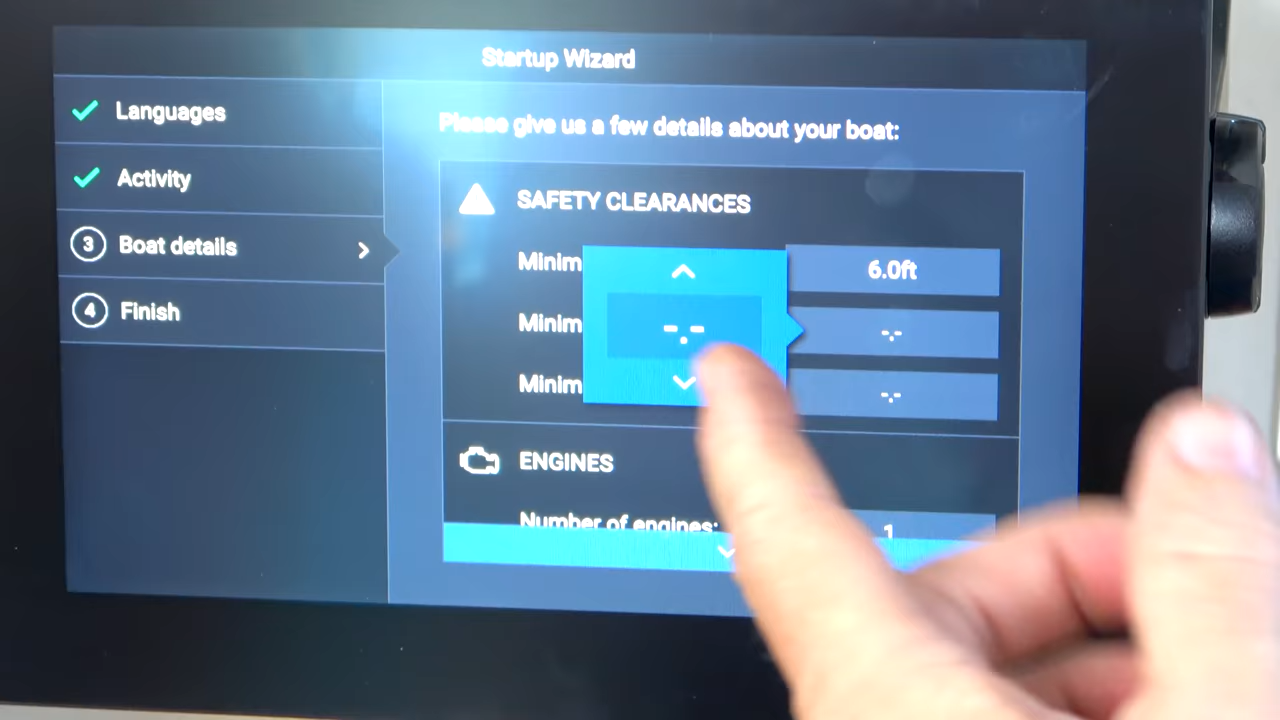 Startup Wizard
Languages
Activity
3 Boat details
4 Finish
Please give us a few details about your boat:
SAFETY CLEARANCES
Minim 6.0ft
Minim -.- -.-
Minim -.-
ENGINES
Number of engines: 1